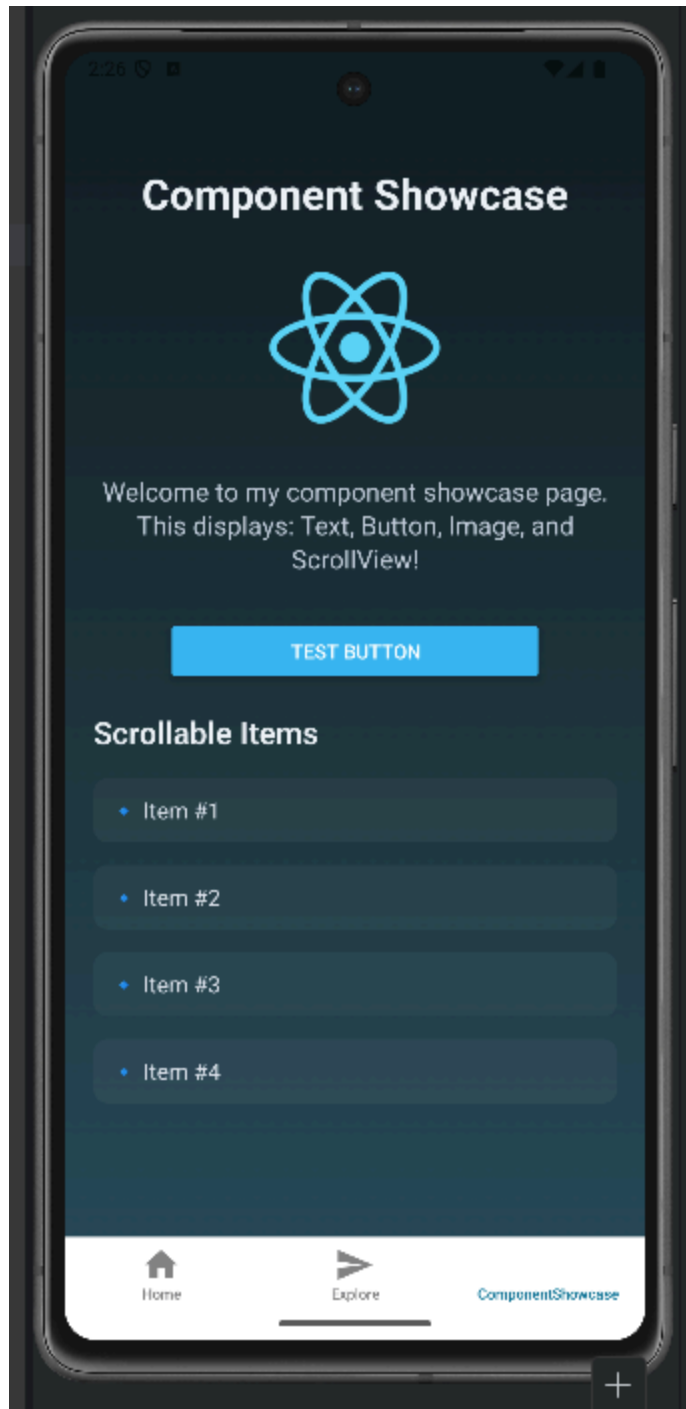 2:26
Component Showcase
Welcome to my component showcase page.
This displays: Text, Button, Image, and
ScrollView!
TEST BUTTON
Scrollable Items
🔹 Item #1
🔹 Item #2
🔹 Item #3
🔹 Item #4
Home Explore ComponentShowcase